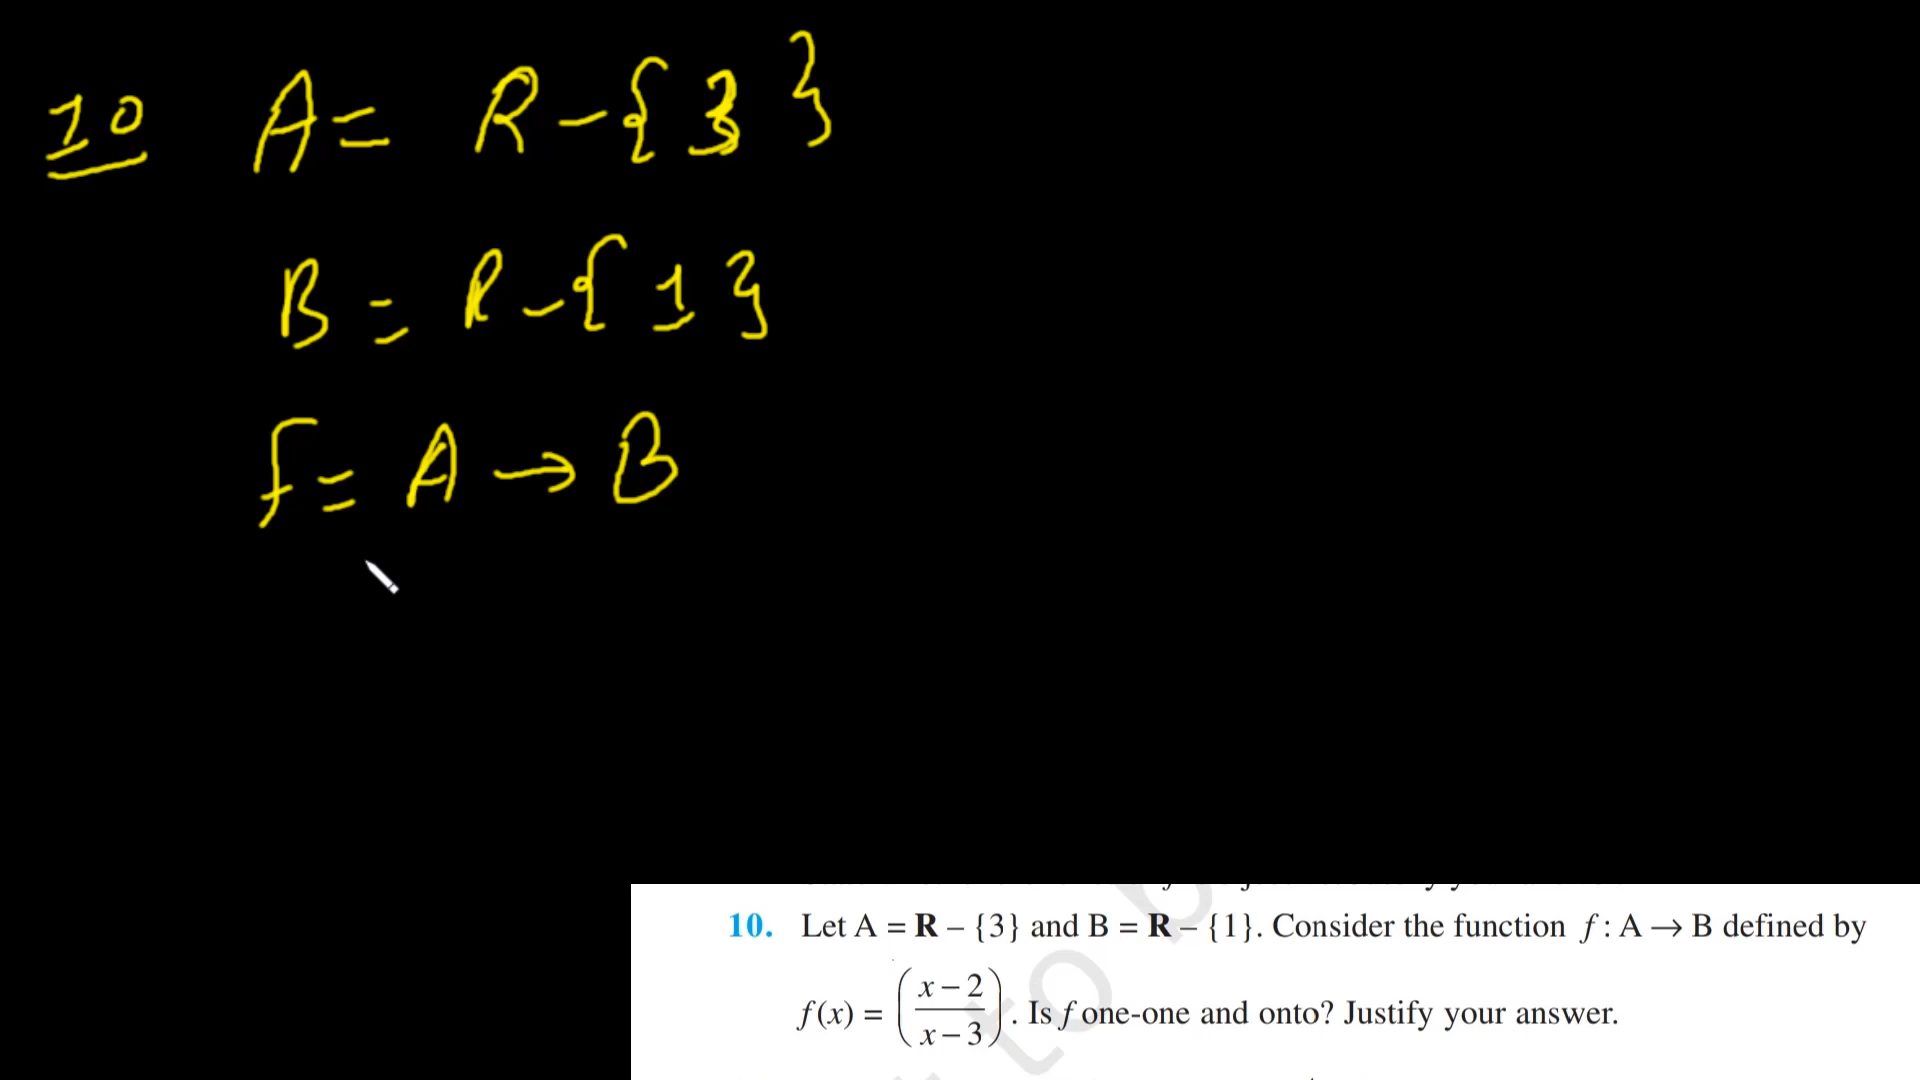 10 A = R - { 3 }
B = R - { 1 }
f = A → B
10. Let A = R – {3} and B = R – {1}. Consider the function f : A → B defined by
f (x) = (x – 2 / x – 3) . Is f one-one and onto? Justify your answer.
to b